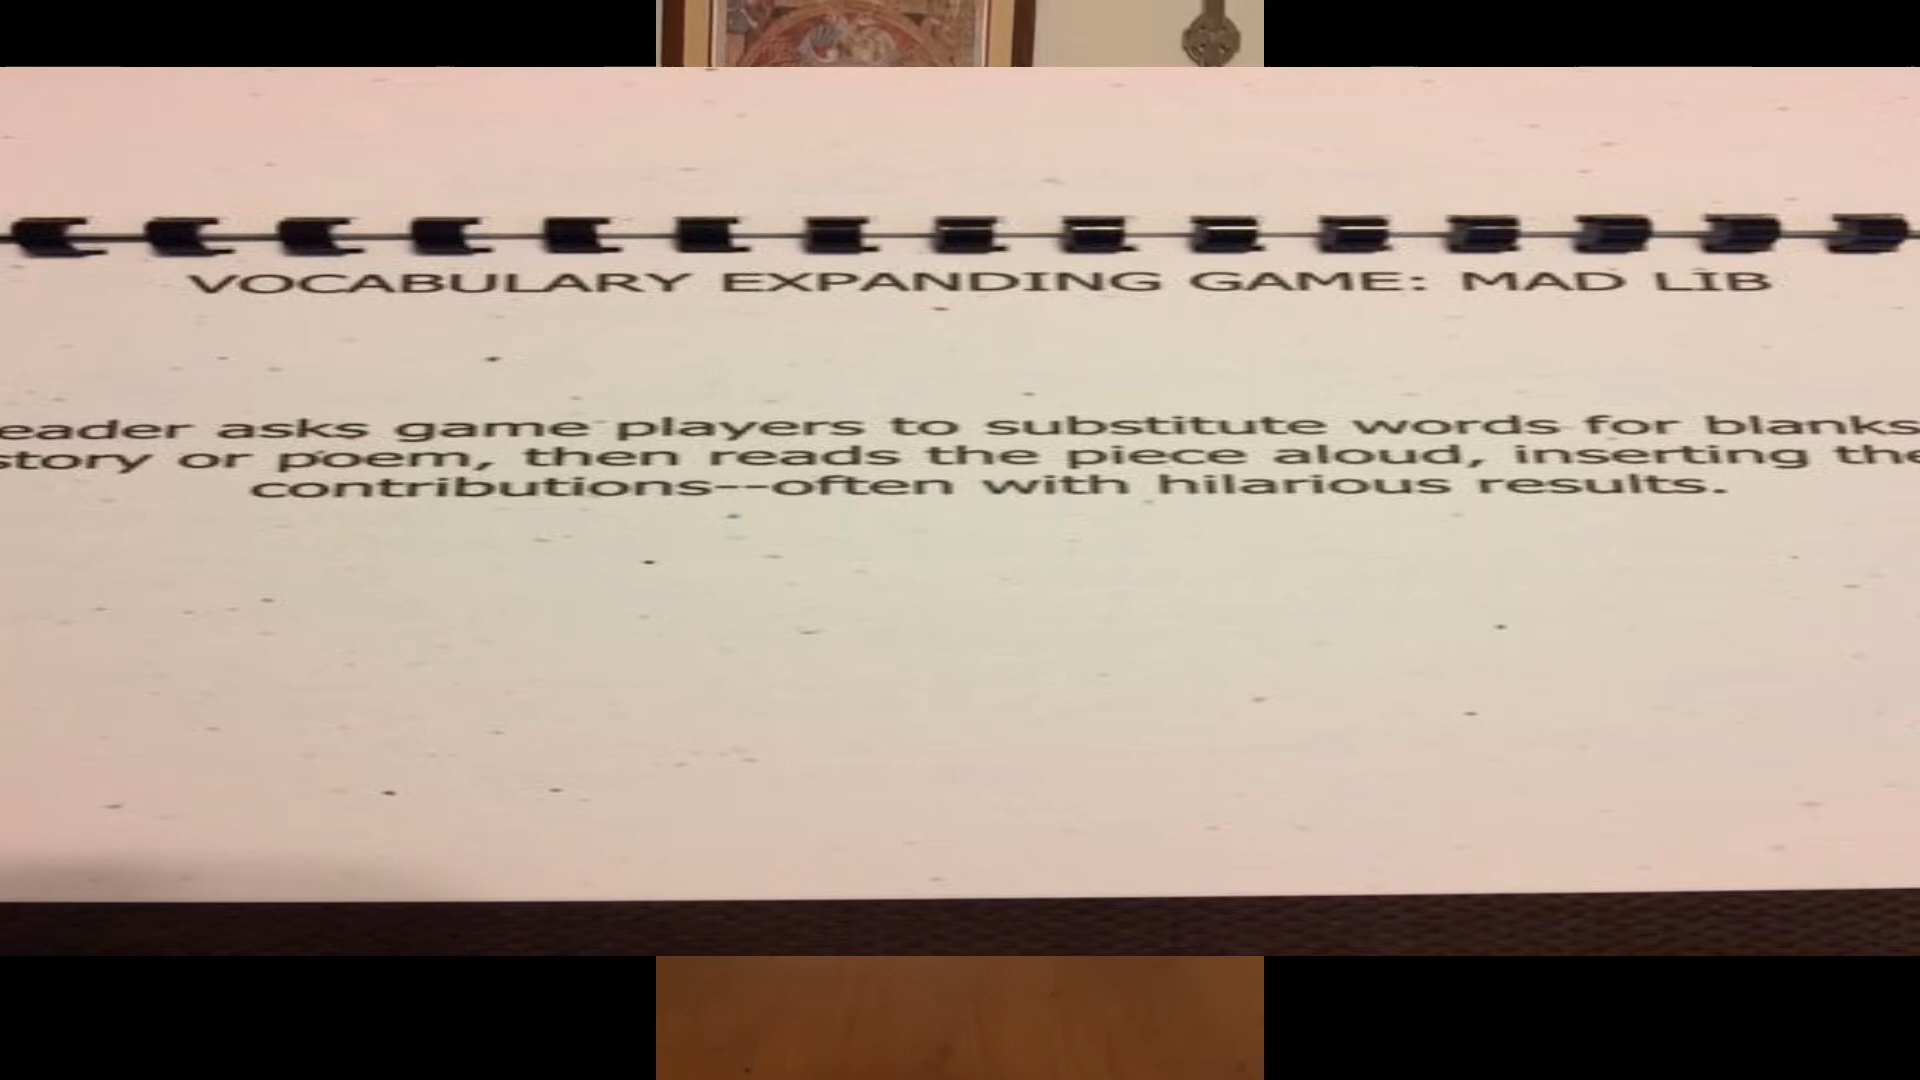 VOCABULARY EXPANDING GAME: MAD LIB
eader asks game players to substitute words for blanks
story or poem, then reads the piece aloud, inserting the
contributions--often with hilarious results.